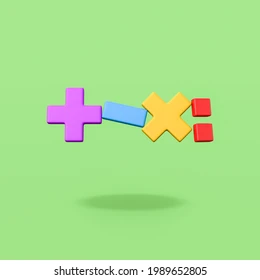 + - × :
shutterstock.com · 1989652805